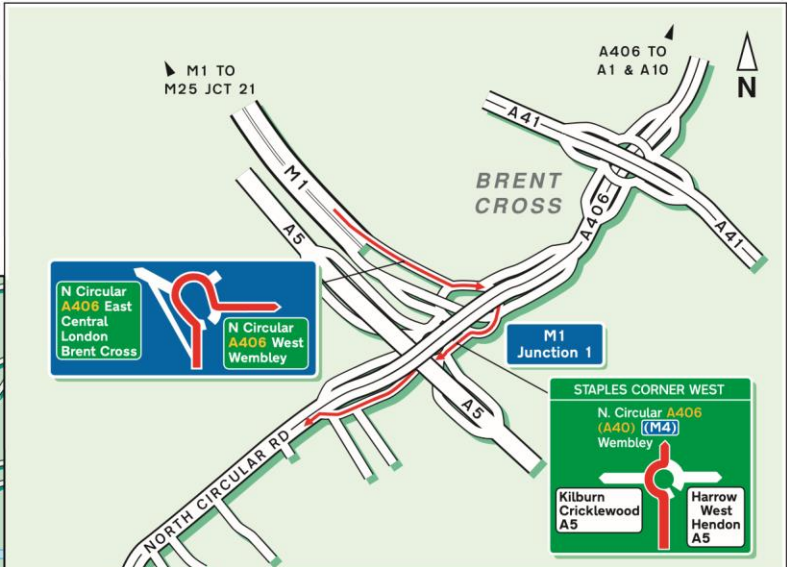 M1 TO
M25 JCT 21
A406 TO
A1 & A10
N
A41
M1
BRENT
CROSS
A5
A406
A41
N Circular
A406 East
Central
London
Brent Cross
N Circular
A406 West
Wembley
M1
Junction 1
STAPLES CORNER WEST
N. Circular A406
(A40) (M4)
Wembley
Kilburn
Cricklewood
A5
Harrow
West
Hendon
A5
A5
NORTH CIRCULAR RD